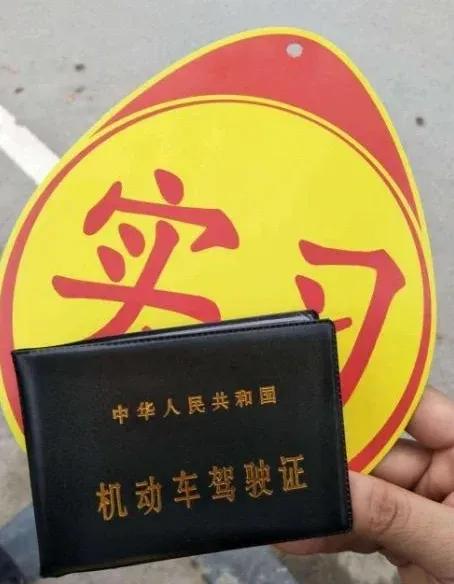 实习
中华人民共和国
机动车驾驶证